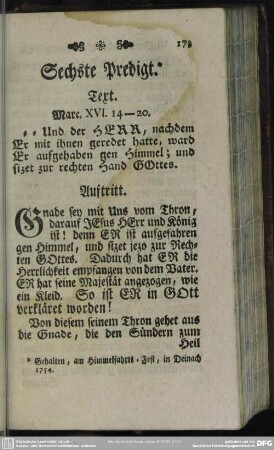 173
Sechste Predigt.*
Text.
Marc. XVI. 14—20.
Und der HERR, nachdem
Er mit ihnen geredet hatte, ward
Er aufgehaben gen Himmel; und
sizet zur rechten Hand GOttes.
Auftritt.
Gnade sey mit Uns vom Thron,
darauf JEsus HErr und König
ist! denn ER ist aufgefahren
gen Himmel, und sizet jezo zur Rech-
ten GOttes. Dadurch hat ER die
Herrlichkeit empfangen von dem Vater.
ER hat seine Majestät angezogen, wie
ein Kleid. So ist ER in GOtt
verkläret worden!
Von diesem seinem Thron gehet aus
die Gnade, die den Sündern zum
Heil
* Gehalten, am Himmelfahrts-Fest, in Deinach
1754.